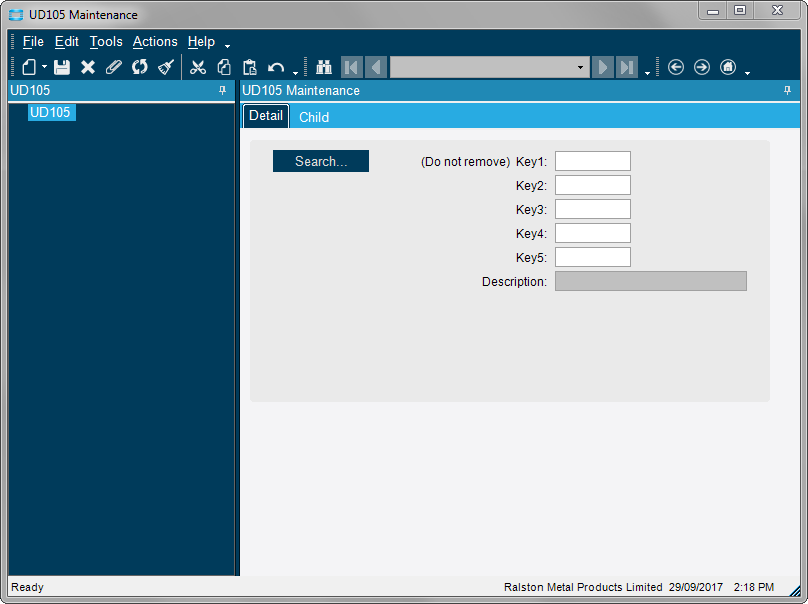 UD105 Maintenance
File Edit Tools Actions Help
UD105
UD105 Maintenance
UD105
Detail Child
Search...
(Do not remove) Key1:
Key2:
Key3:
Key4:
Key5:
Description:
Ready
Ralston Metal Products Limited 29/09/2017 2:18 PM